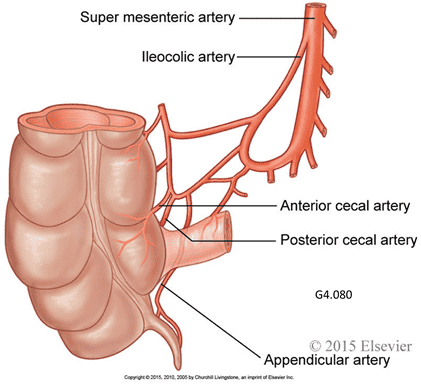 Super mesenteric artery
Ileocolic artery
Anterior cecal artery
Posterior cecal artery
G4.080
© 2015 Elsevier
Appendicular artery
Copyright © 2015, 2010, 2005 by Churchill Livingstone, an imprint of Elsevier Inc.